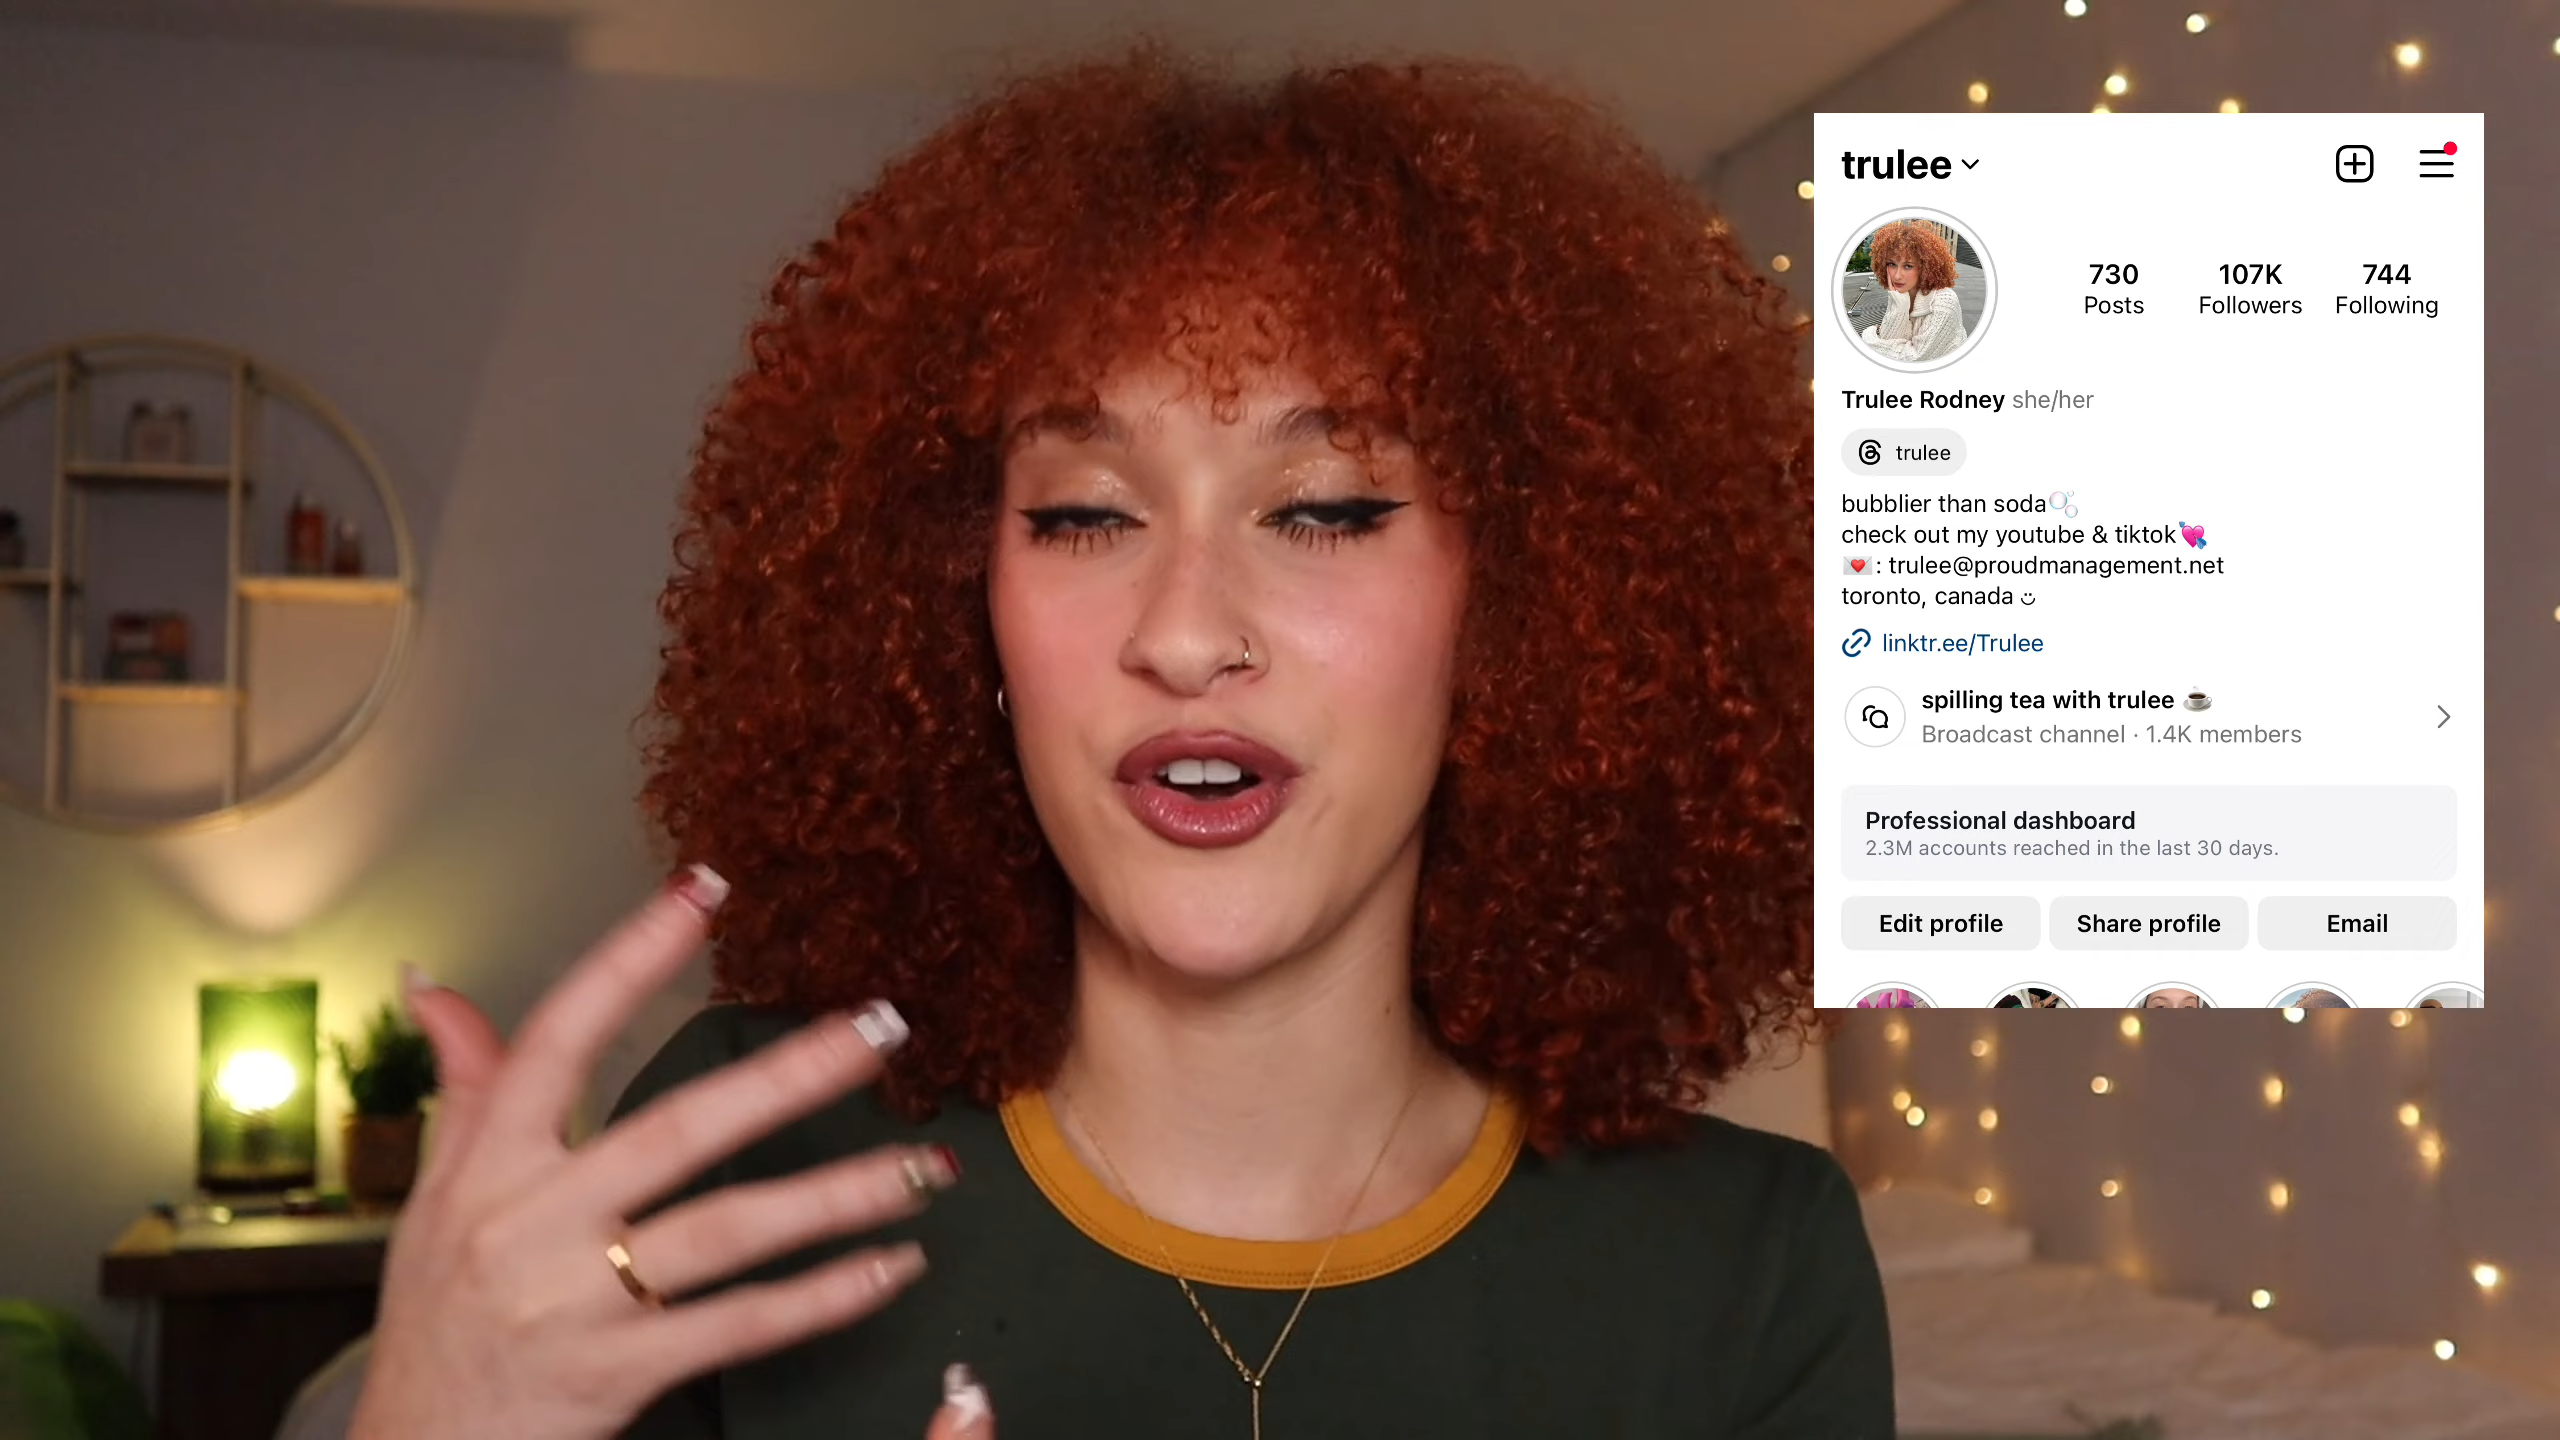 trulee
730 107K 744
Posts Followers Following
Trulee Rodney she/her
trulee
bubblier than soda🫧
check out my youtube & tiktok💘
💌: trulee@proudmanagement.net
toronto, canada ت
linktr.ee/Trulee
spilling tea with trulee ☕
Broadcast channel · 1.4K members
Professional dashboard
2.3M accounts reached in the last 30 days.
Edit profile Share profile Email